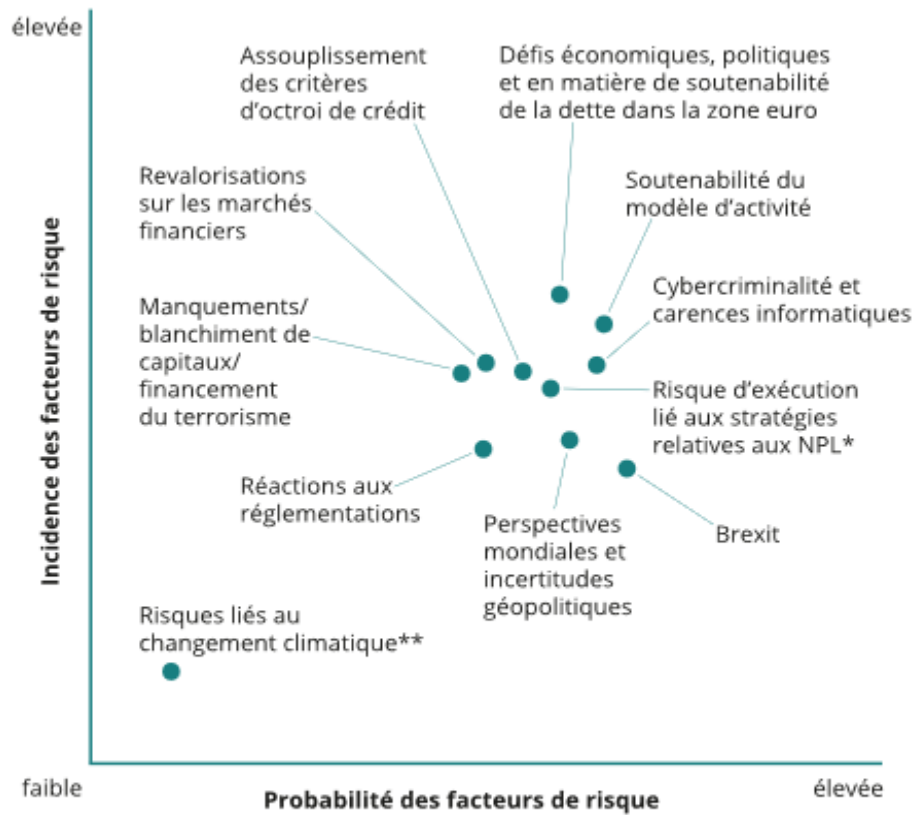 élevée
Assouplissement
des critères
d'octroi de crédit
Défis économiques, politiques
et en matière de soutenabilité
de la dette dans la zone euro
Revalorisations
sur les marchés
financiers
Soutenabilité du
modèle d'activité
Manquements/
blanchiment de
capitaux/
financement
du terrorisme
Cybercriminalité et
carences informatiques
Risque d'exécution
lié aux stratégies
relatives aux NPL*
Réactions aux
réglementations
Perspectives
mondiales et
incertitudes
géopolitiques
Brexit
Risques liés au
changement climatique**
Incidence des facteurs de risque
faible
Probabilité des facteurs de risque
élevée